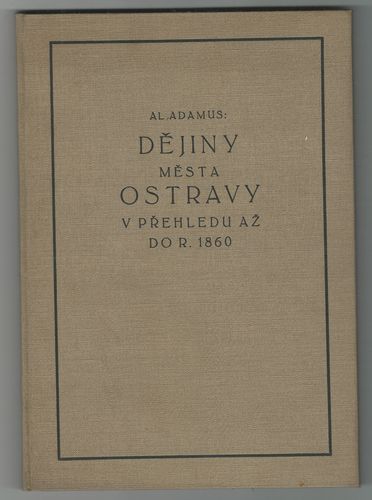 AL. ADAMUS:
DĚJINY
MĚSTA
OSTRAVY
V PŘEHLEDU AŽ
DO R. 1860